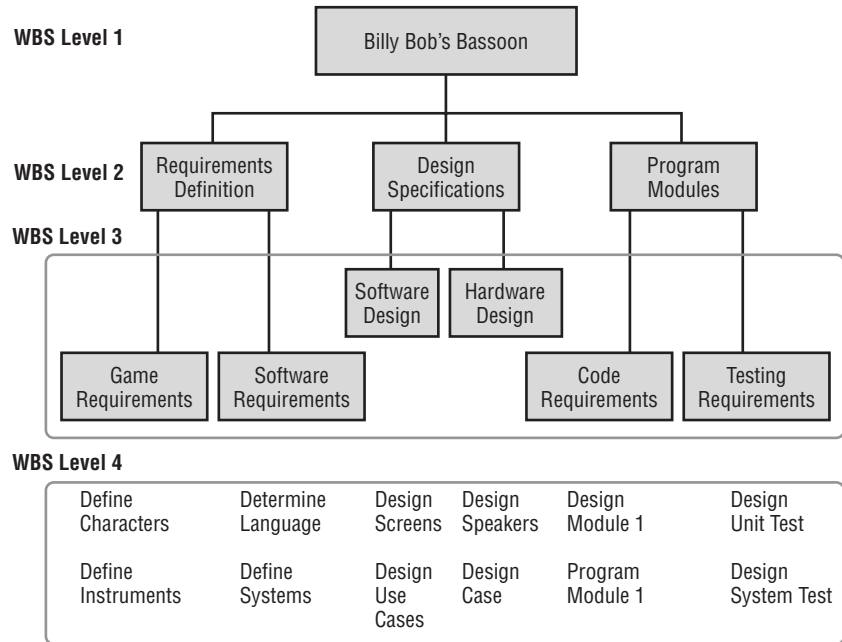 WBS Level 1
Billy Bob's Bassoon
WBS Level 2
Requirements
Definition
Design
Specifications
Program
Modules
WBS Level 3
Software
Design
Hardware
Design
Game
Requirements
Software
Requirements
Code
Requirements
Testing
Requirements
WBS Level 4
Define
Characters
Determine
Language
Design
Screens
Design
Speakers
Design
Module 1
Design
Unit Test
Define
Instruments
Define
Systems
Design
Use
Cases
Design
Case
Program
Module 1
Design
System Test